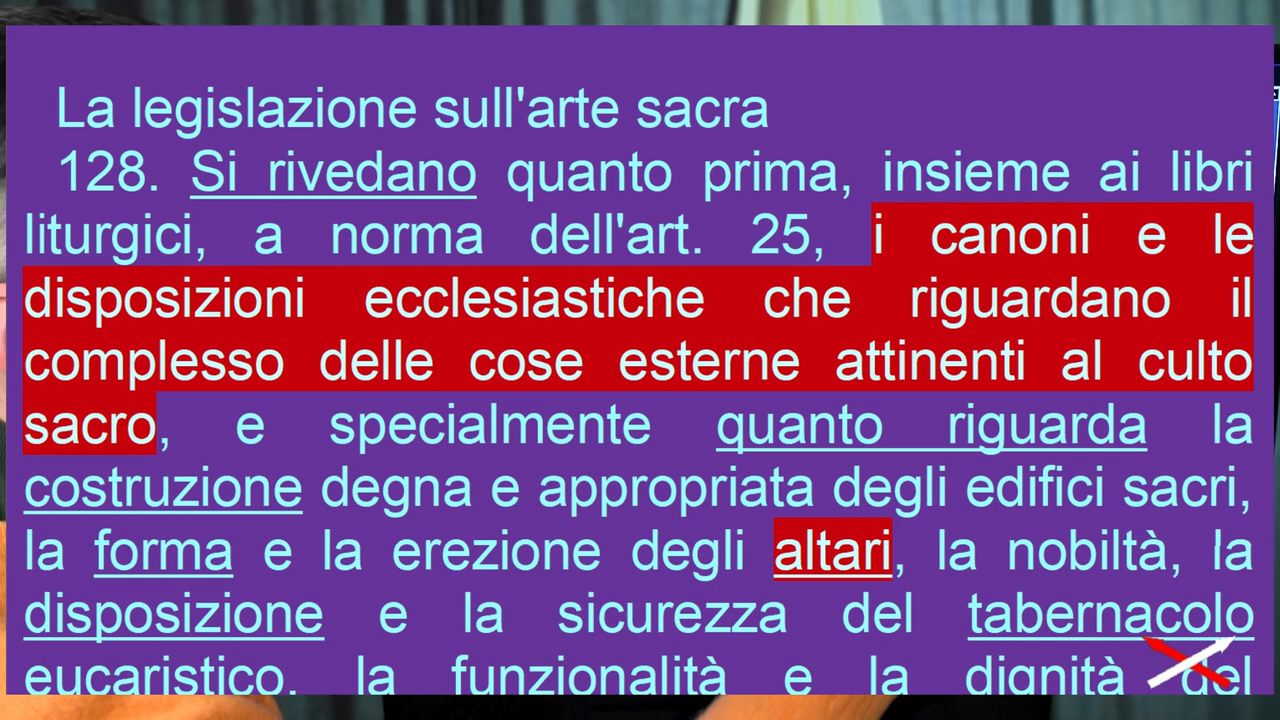 La legislazione sull'arte sacra
128. Si rivedano quanto prima, insieme ai libri
liturgici, a norma dell'art. 25, i canoni e le
disposizioni ecclesiastiche che riguardano il
complesso delle cose esterne attinenti al culto
sacro, e specialmente quanto riguarda la
costruzione degna e appropriata degli edifici sacri,
la forma e la erezione degli altari, la nobiltà, la
disposizione e la sicurezza del tabernacolo
eucaristico, la funzionalità e la dignità del